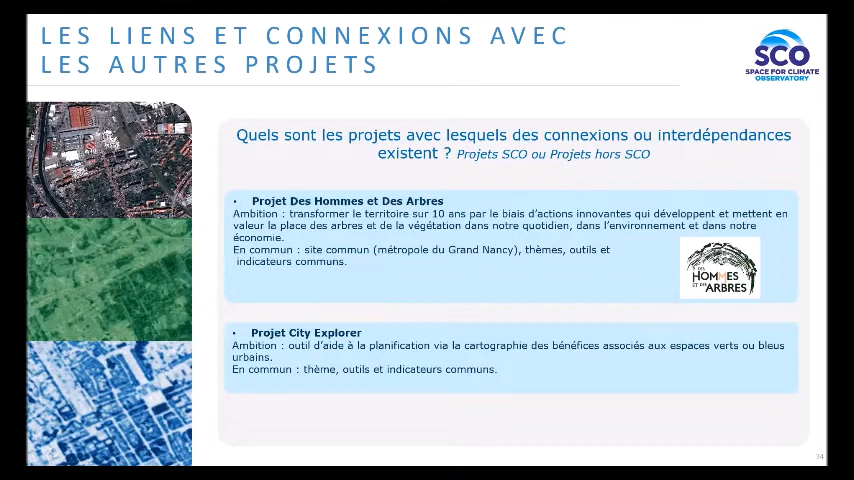 LES LIENS ET CONNEXIONS AVEC
LES AUTRES PROJETS
SCO
SPACE FOR CLIMATE
OBSERVATORY
Quels sont les projets avec lesquels des connexions ou interdépendances
existent ? Projets SCO ou Projets hors SCO
• Projet Des Hommes et Des Arbres
Ambition : transformer le territoire sur 10 ans par le biais d'actions innovantes qui développent et mettent en
valeur la place des arbres et de la végétation dans notre quotidien, dans l'environnement et dans notre
économie.
En commun : site commun (métropole du Grand Nancy), thèmes, outils et
indicateurs communs.
DES
HOMMES
ET DES ARBRES
• Projet City Explorer
Ambition : outil d'aide à la planification via la cartographie des bénéfices associés aux espaces verts ou bleus
urbains.
En commun : thème, outils et indicateurs communs.
34